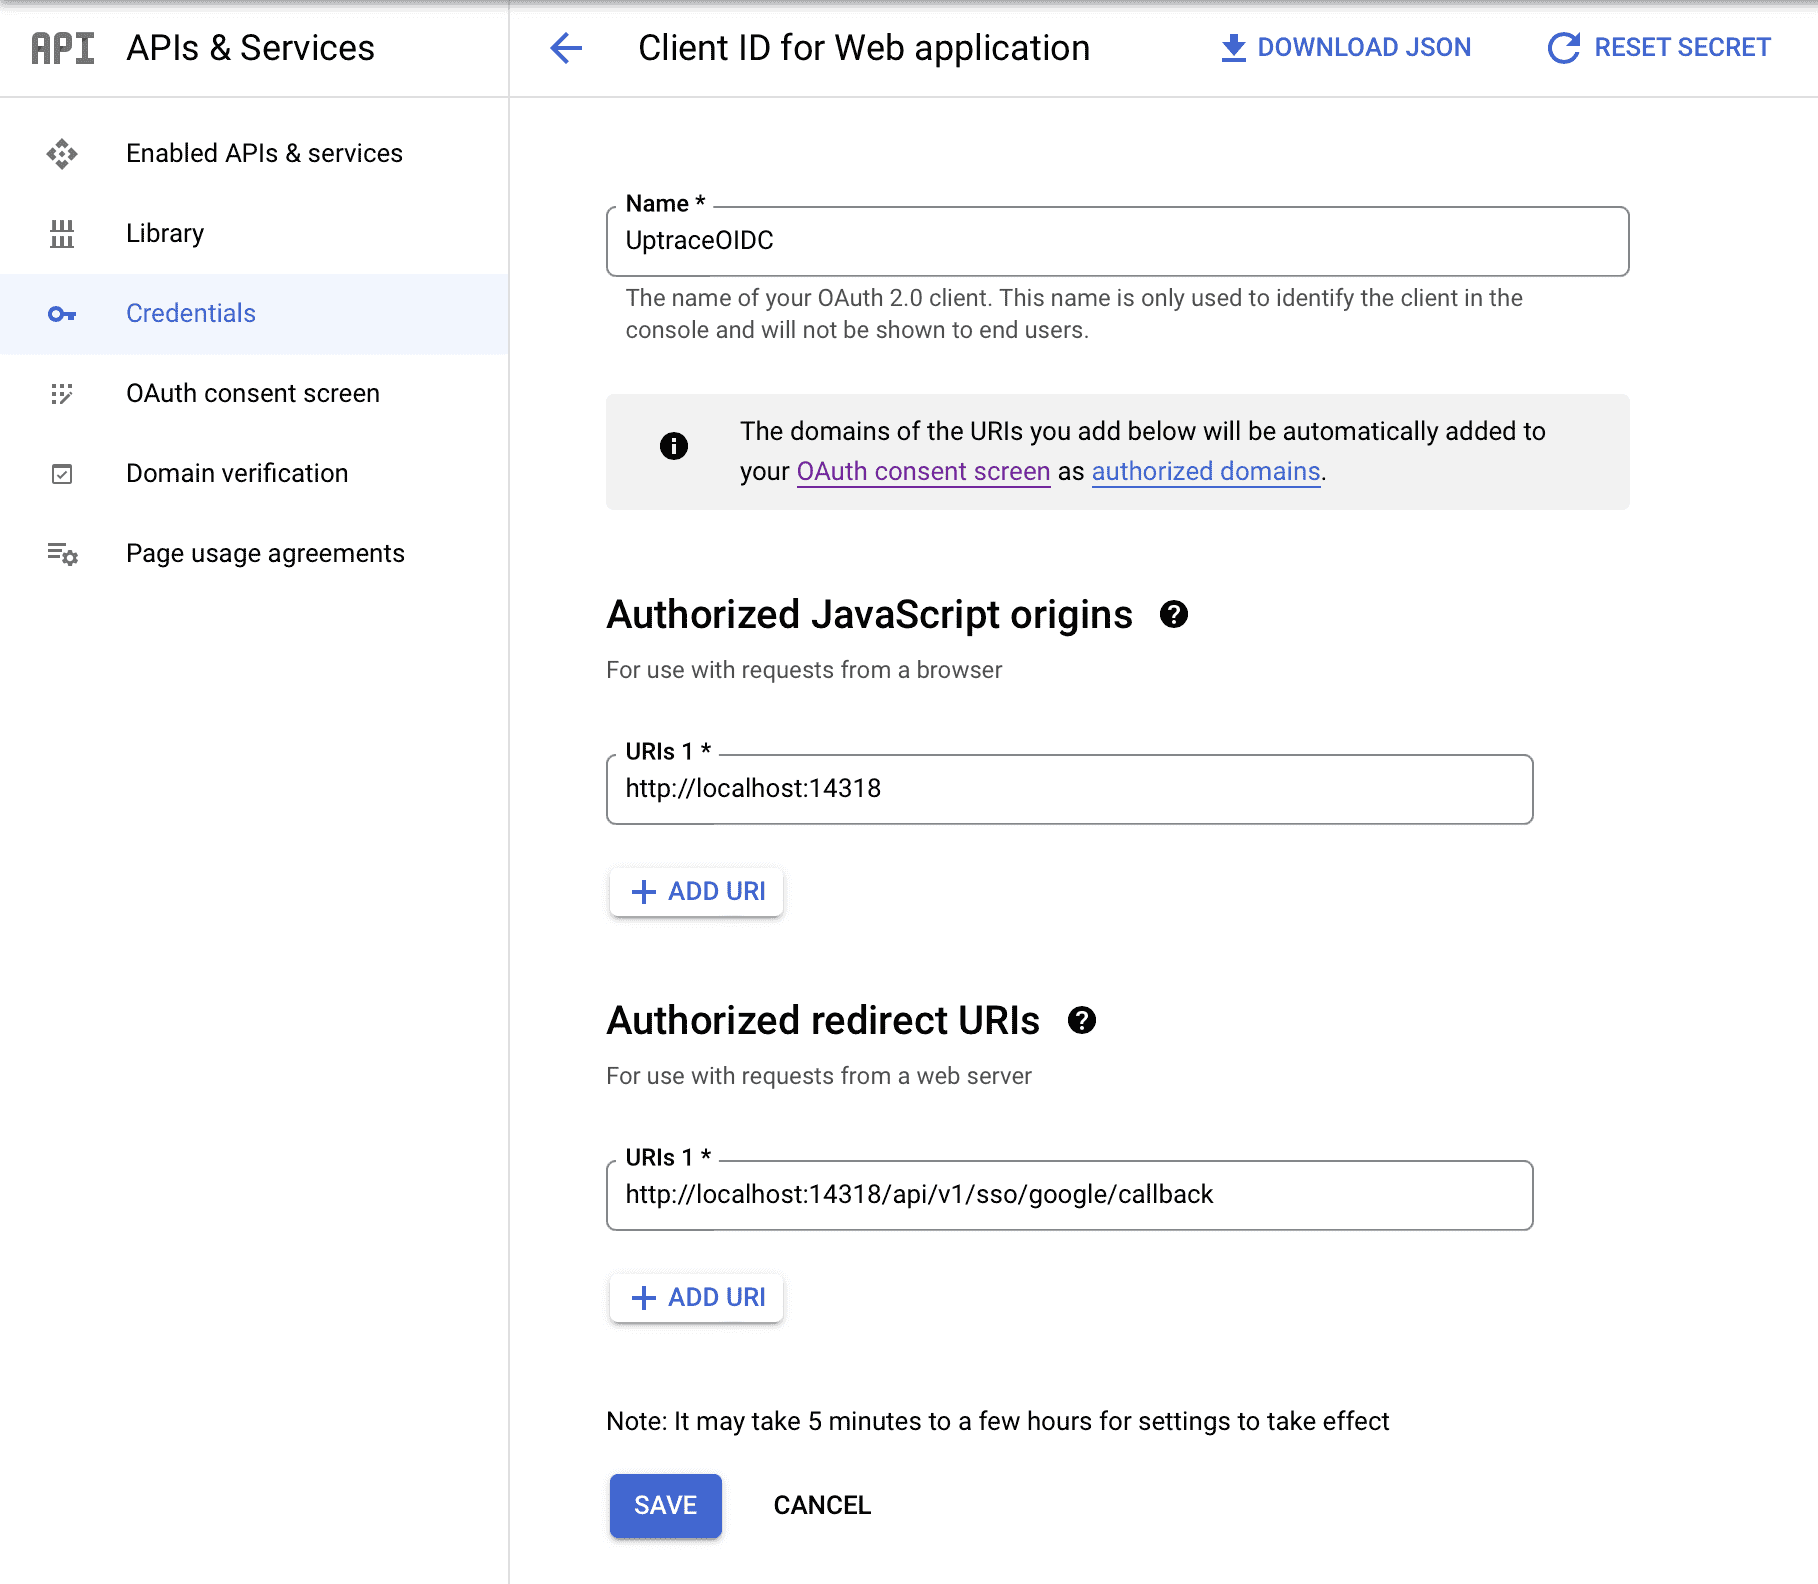 API APIs & Services
Enabled APIs & services
Library
Credentials
OAuth consent screen
Domain verification
Page usage agreements
Client ID for Web application
DOWNLOAD JSON
RESET SECRET
Name *
UptraceOIDC
The name of your OAuth 2.0 client. This name is only used to identify the client in the
console and will not be shown to end users.
The domains of the URIs you add below will be automatically added to
your OAuth consent screen as authorized domains.
Authorized JavaScript origins
For use with requests from a browser
URIs 1 *
http://localhost:14318
ADD URI
Authorized redirect URIs
For use with requests from a web server
URIs 1 *
http://localhost:14318/api/v1/sso/google/callback
ADD URI
Note: It may take 5 minutes to a few hours for settings to take effect
SAVE
CANCEL